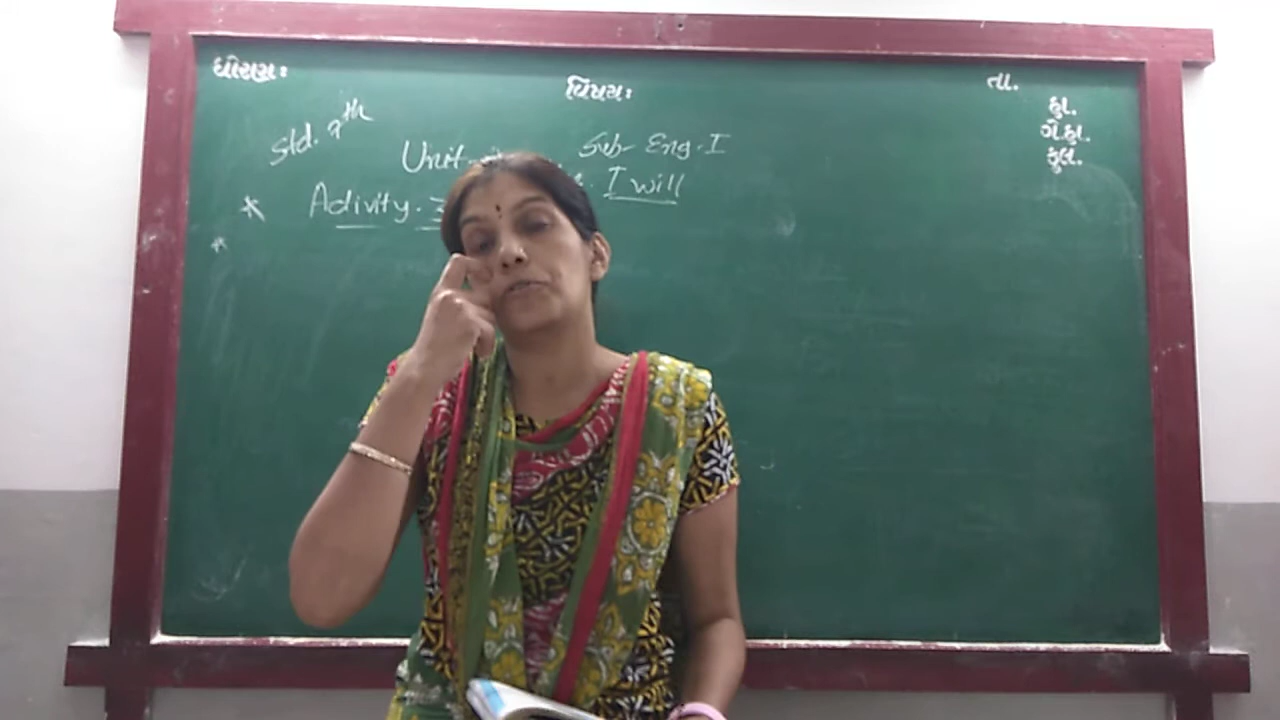 ધોરણઃ
વિષયઃ
તા.
હા.
ગે.હા.
કુલ.
Std. 9th
Sub- Eng. I
Unit
I will
* Activity.
*